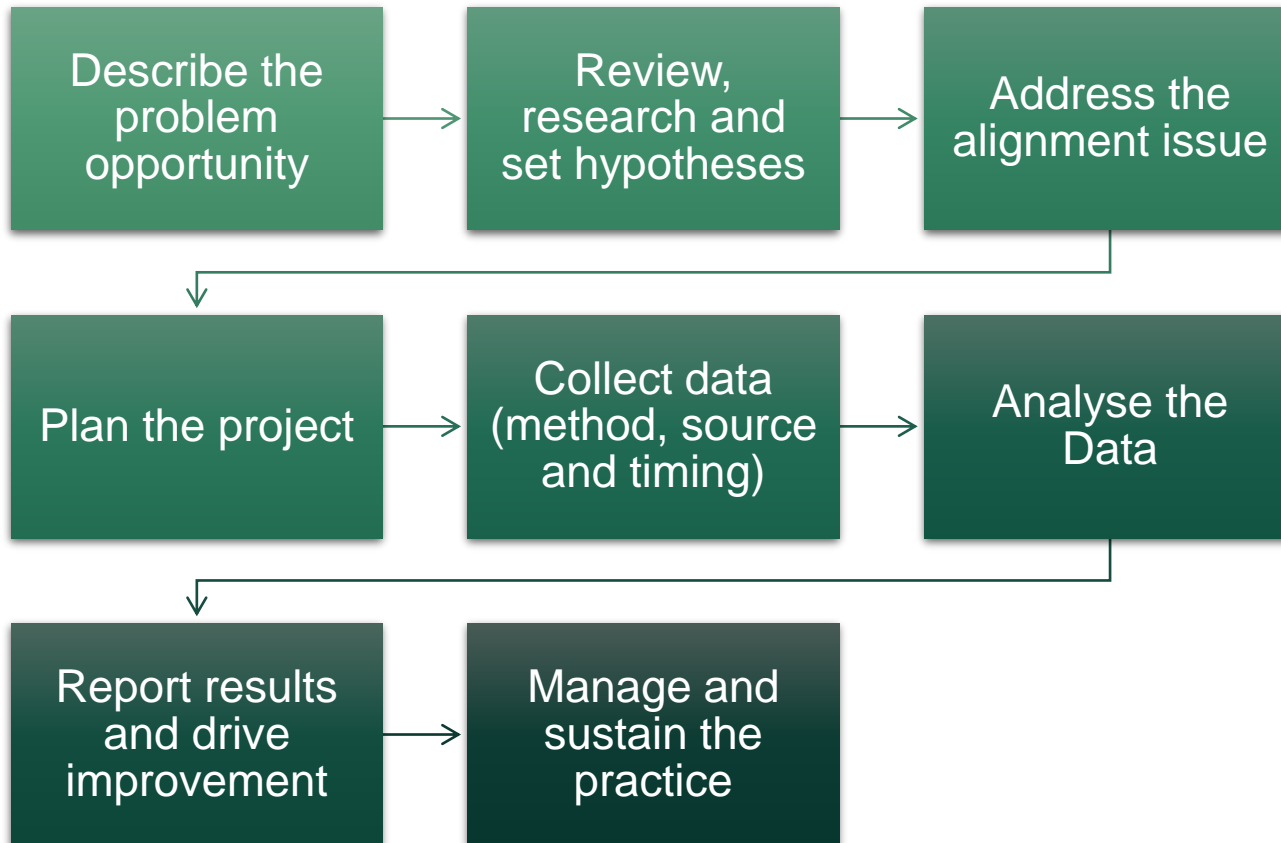 Describe the
problem
opportunity
Review,
research and
set hypotheses
Address the
alignment issue
Plan the project
Collect data
(method, source
and timing)
Analyse the
Data
Report results
and drive
improvement
Manage and
sustain the
practice